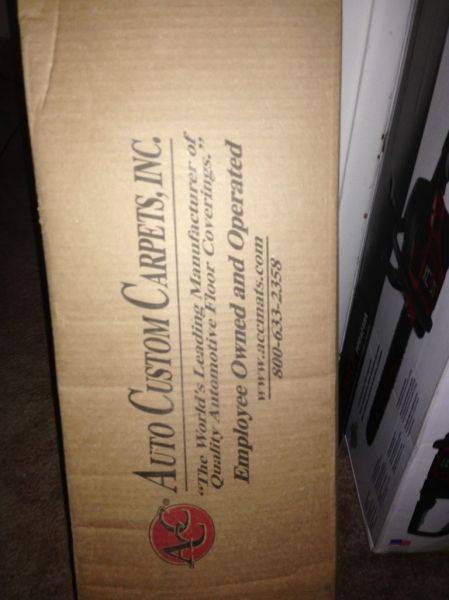 ACC® AUTO CUSTOM CARPETS, INC.
"The World's Leading Manufacturer of
Quality Automotive Floor Coverings."
Employee Owned and Operated
www.accmats.com
800-633-2358